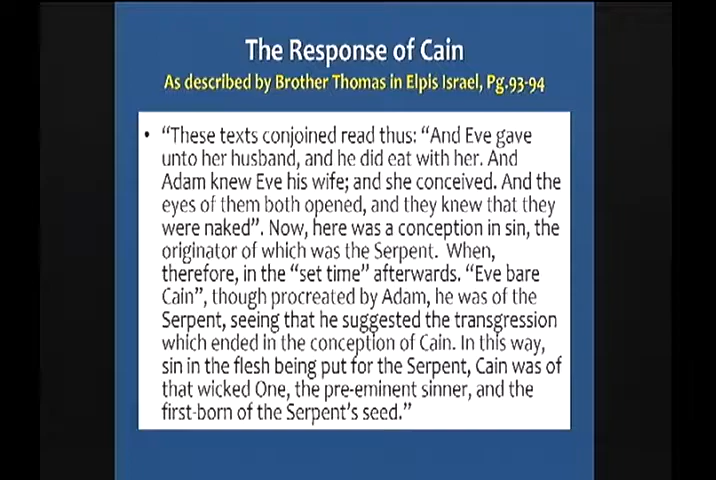 The Response of Cain
As described by Brother Thomas in Elpis Israel, Pg.93-94
• “These texts conjoined read thus: “And Eve gave
unto her husband, and he did eat with her. And
Adam knew Eve his wife; and she conceived. And the
eyes of them both opened, and they knew that they
were naked”. Now, here was a conception in sin, the
originator of which was the Serpent. When,
therefore, in the “set time” afterwards. “Eve bare
Cain”, though procreated by Adam, he was of the
Serpent, seeing that he suggested the transgression
which ended in the conception of Cain. In this way,
sin in the flesh being put for the Serpent, Cain was of
that wicked One, the pre-eminent sinner, and the
first-born of the Serpent’s seed.”